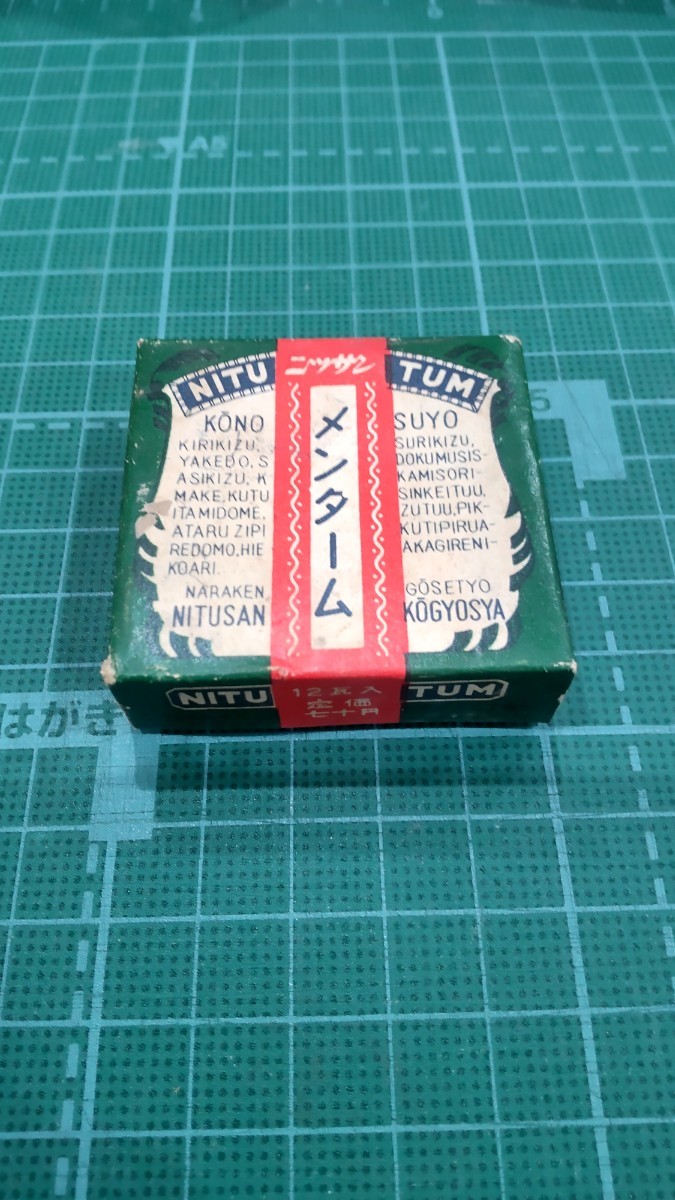 A5
5
ニッサン
NITU TUM
メンターム
KŌNO SUYO
KIRIKIZU, SURIKIZU,
YAKEDO, S DOKUMUSIS-
ASIKIZU, K KAMISORI-
MAKE, KUTU SINKEITUU,
ITAMIDOME, ZUTUU, PIK-
ATARU ZIPI KUTIPIRUA-
REDOMO, HIE AKAGIRENI-
KOARI.
NARAKEN GŌSETYO
NITUSAN KŌGYOSYA
NITU TUM
12瓦入
定価
七十円
はがき